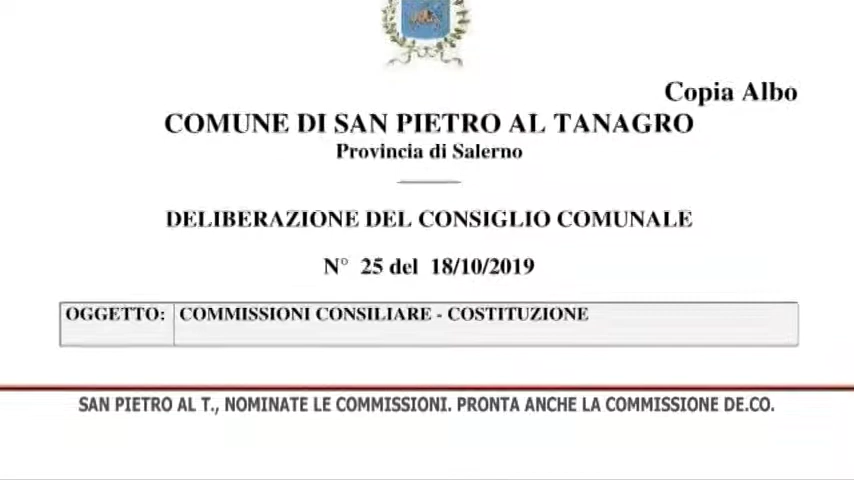 Copia Albo
COMUNE DI SAN PIETRO AL TANAGRO
Provincia di Salerno
DELIBERAZIONE DEL CONSIGLIO COMUNALE
N° 25 del 18/10/2019
OGGETTO: COMMISSIONI CONSILIARE - COSTITUZIONE
SAN PIETRO AL T., NOMINATE LE COMMISSIONI. PRONTA ANCHE LA COMMISSIONE DE.CO.